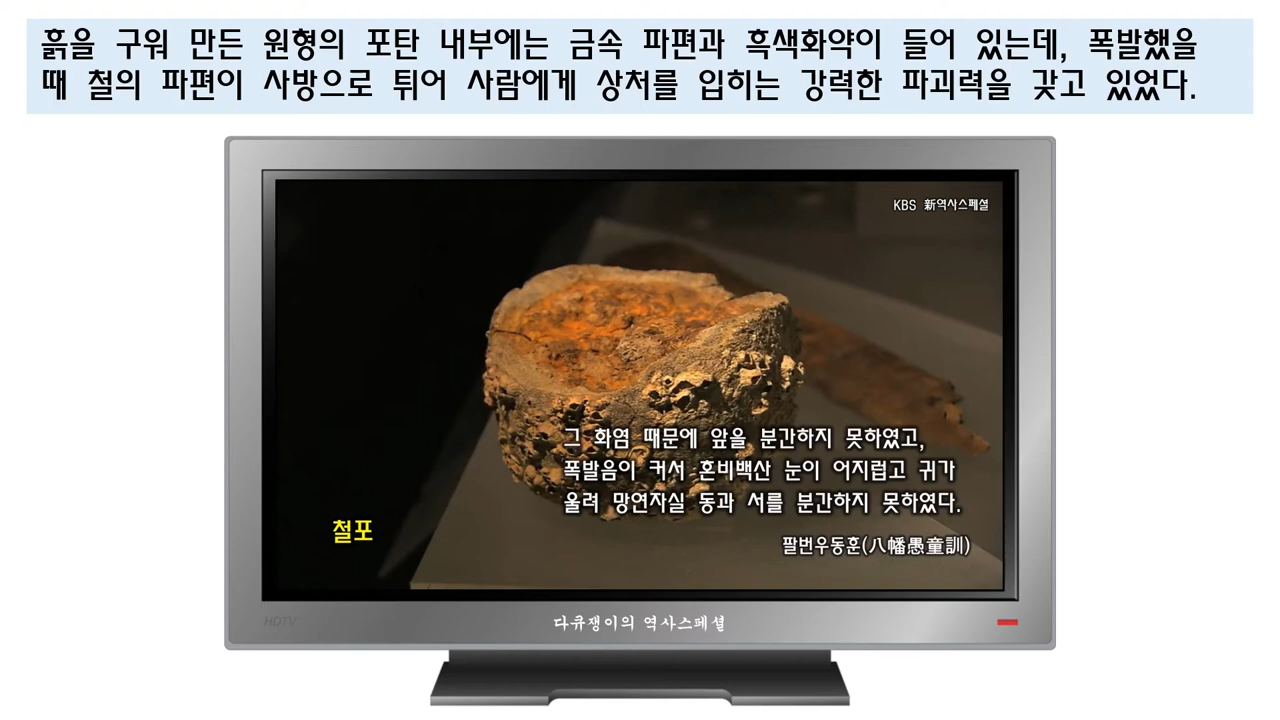 흙을 구워 만든 원형의 포탄 내부에는 금속 파편과 흑색화약이 들어 있는데, 폭발했을
때 철의 파편이 사방으로 튀어 사람에게 상처를 입히는 강력한 파괴력을 갖고 있었다.
KBS 新역사스페셜
그 화염 때문에 앞을 분간하지 못하였고,
폭발음이 커서 혼비백산 눈이 어지럽고 귀가
울려 망연자실 동과 서를 분간하지 못하였다.
철포
팔번우동훈(八幡愚童訓)
HDTV
다큐쟁이의 역사스페셜